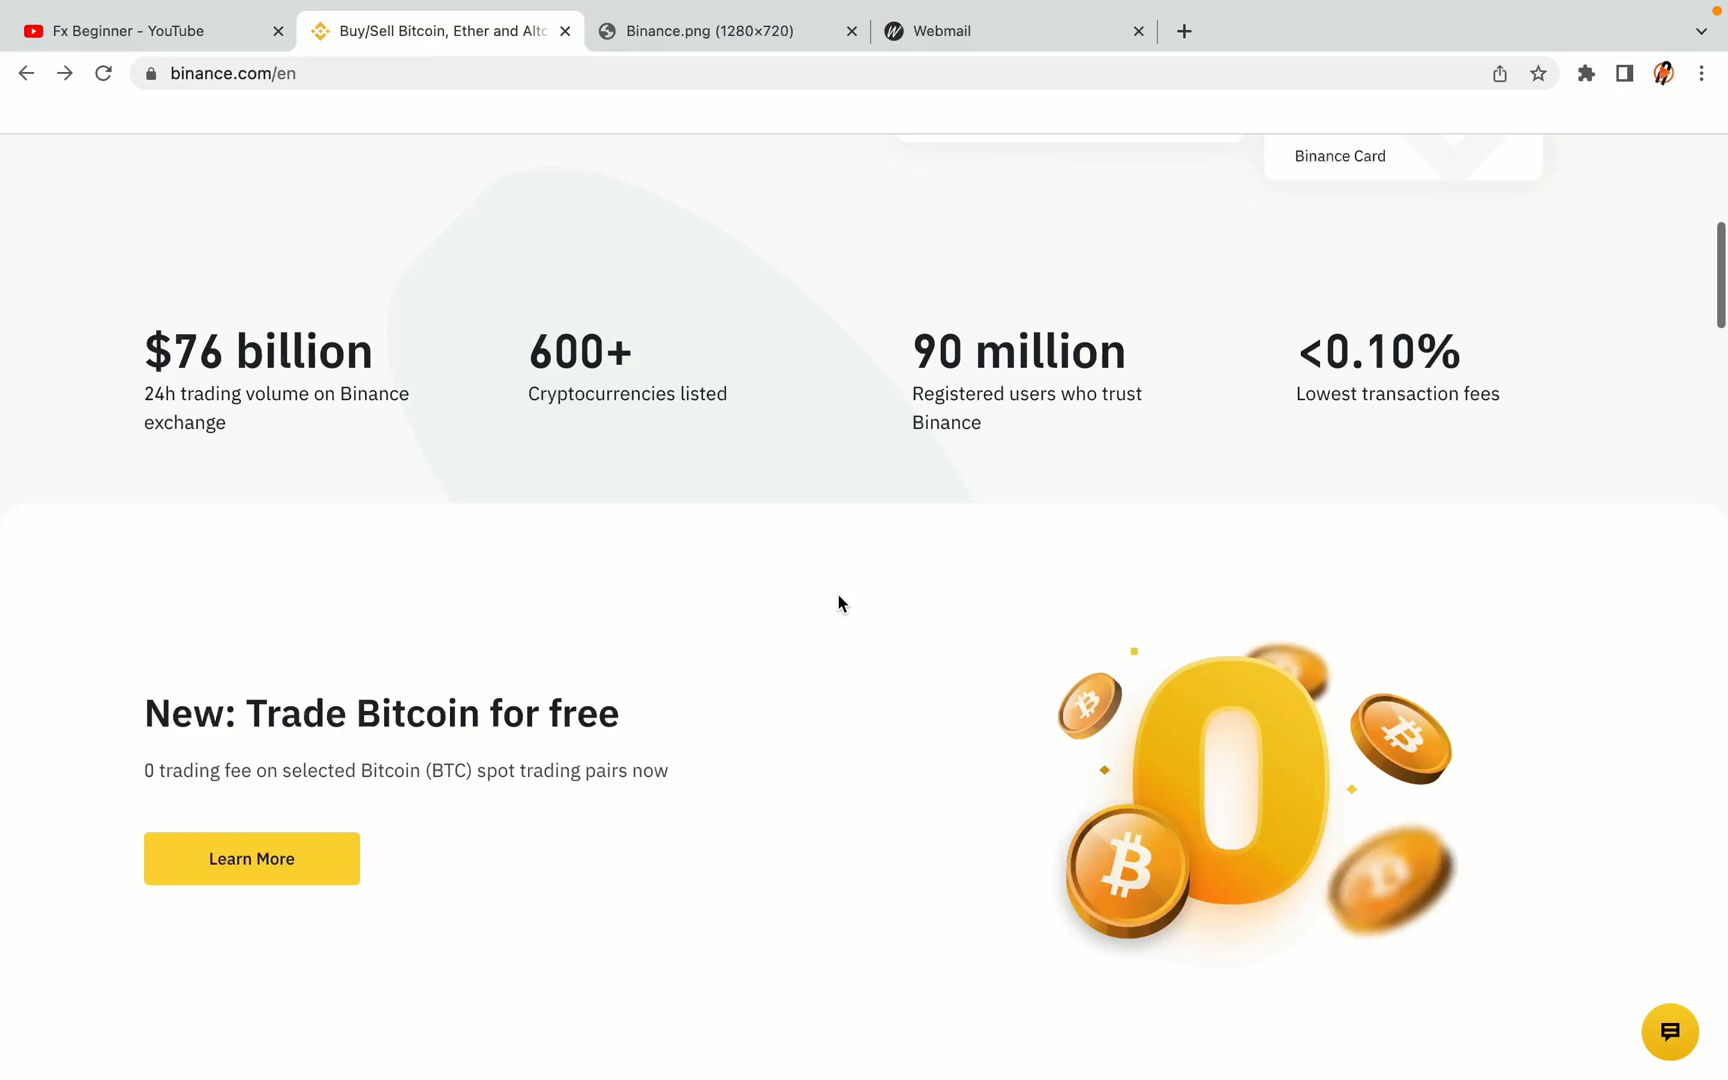 Fx Beginner - YouTube
Buy/Sell Bitcoin, Ether and Altc
Binance.png (1280×720)
Webmail
binance.com/en
Binance Card
$76 billion
24h trading volume on Binance
exchange
600+
Cryptocurrencies listed
90 million
Registered users who trust
Binance
<0.10%
Lowest transaction fees
New: Trade Bitcoin for free
0 trading fee on selected Bitcoin (BTC) spot trading pairs now
Learn More
0